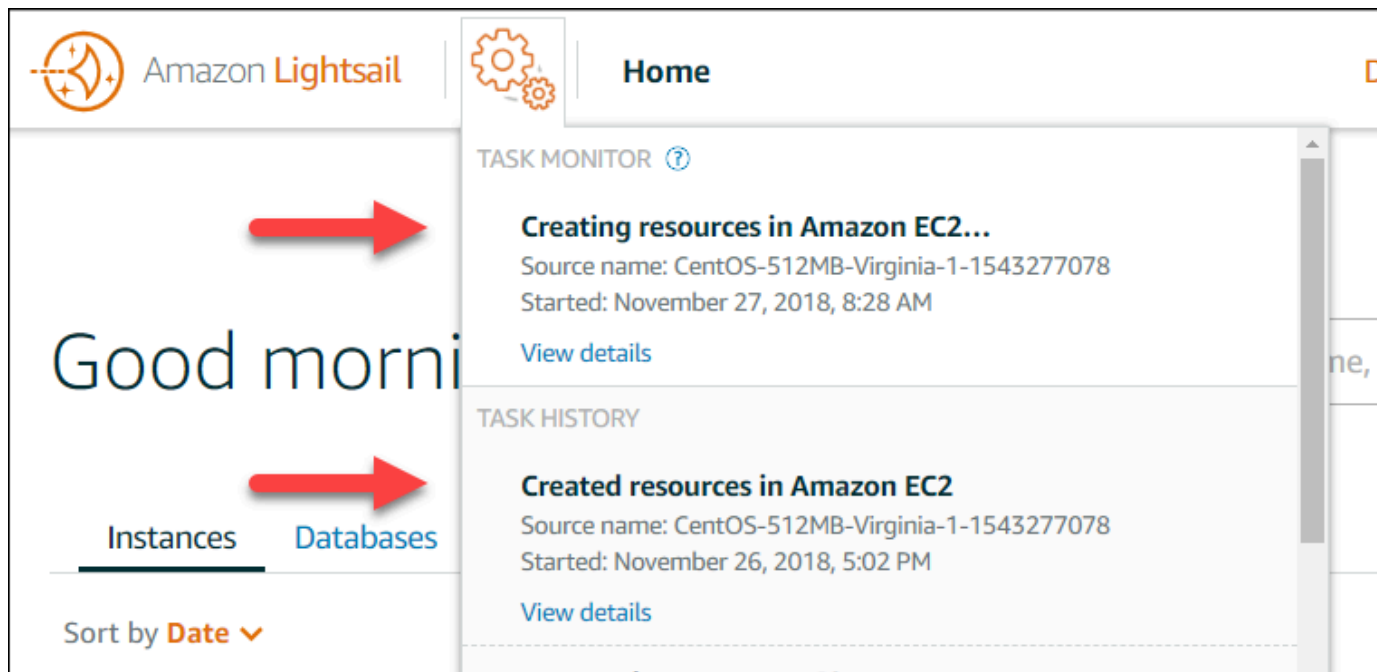 Amazon Lightsail
Home
TASK MONITOR ?
Creating resources in Amazon EC2...
Source name: CentOS-512MB-Virginia-1-1543277078
Started: November 27, 2018, 8:28 AM
View details
Good morni
ne,
TASK HISTORY
Created resources in Amazon EC2
Source name: CentOS-512MB-Virginia-1-1543277078
Started: November 26, 2018, 5:02 PM
View details
Instances
Databases
Sort by Date